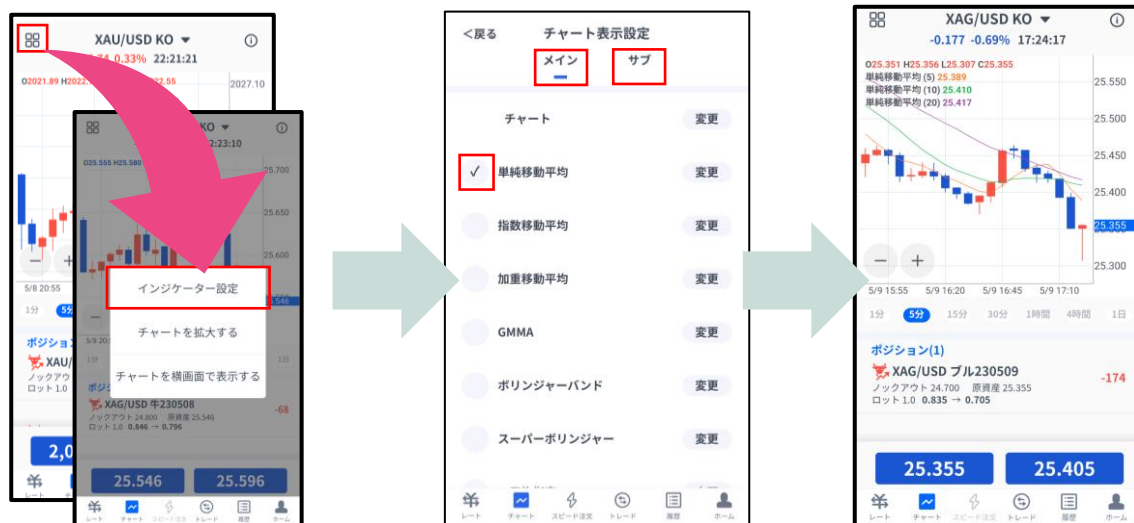 XAU/USD KO ▼
0.33% 22:21:21
O2021.89 H2022.
22.55
2027.10
5/8 20:55
1分
ポジショ
XAU/
ノックアウ
ロット 1.0
2,0
KO ▼
:23:10
O25.555 H25.580
25.700
25.650
25.600
25.546
インジケーター設定
チャートを拡大する
チャートを横画面で表示する
1分
1日
XAG/USD 牛230508
-68
ノックアウト 24.800 原資産 25.546
ロット 1.0 0.846 → 0.796
25.546
25.596
レート
チャート
スピード注文
トレード
履歴
ホーム
<戻る
チャート表示設定
メイン
サブ
チャート
変更
単純移動平均
変更
指数移動平均
変更
加重移動平均
変更
GMMA
変更
ボリンジャーバンド
変更
スーパーボリンジャー
変更
レート
チャート
スピード注文
トレード
履歴
ホーム
XAG/USD KO ▼
-0.177 -0.69% 17:24:17
O25.351 H25.356 L25.307 C25.355
単純移動平均 (5) 25.389
単純移動平均 (10) 25.410
単純移動平均 (20) 25.417
25.550
25.500
25.450
25.400
25.355
25.300
5/9 15:55 5/9 16:20 5/9 16:45 5/9 17:10
1分 5分 15分 30分 1時間 4時間 1日
ポジション(1)
XAG/USD ブル230509
-174
ノックアウト 24.700 原資産 25.355
ロット 1.0 0.835 → 0.705
25.355
25.405
レート
チャート
スピード注文
トレード
履歴
ホーム